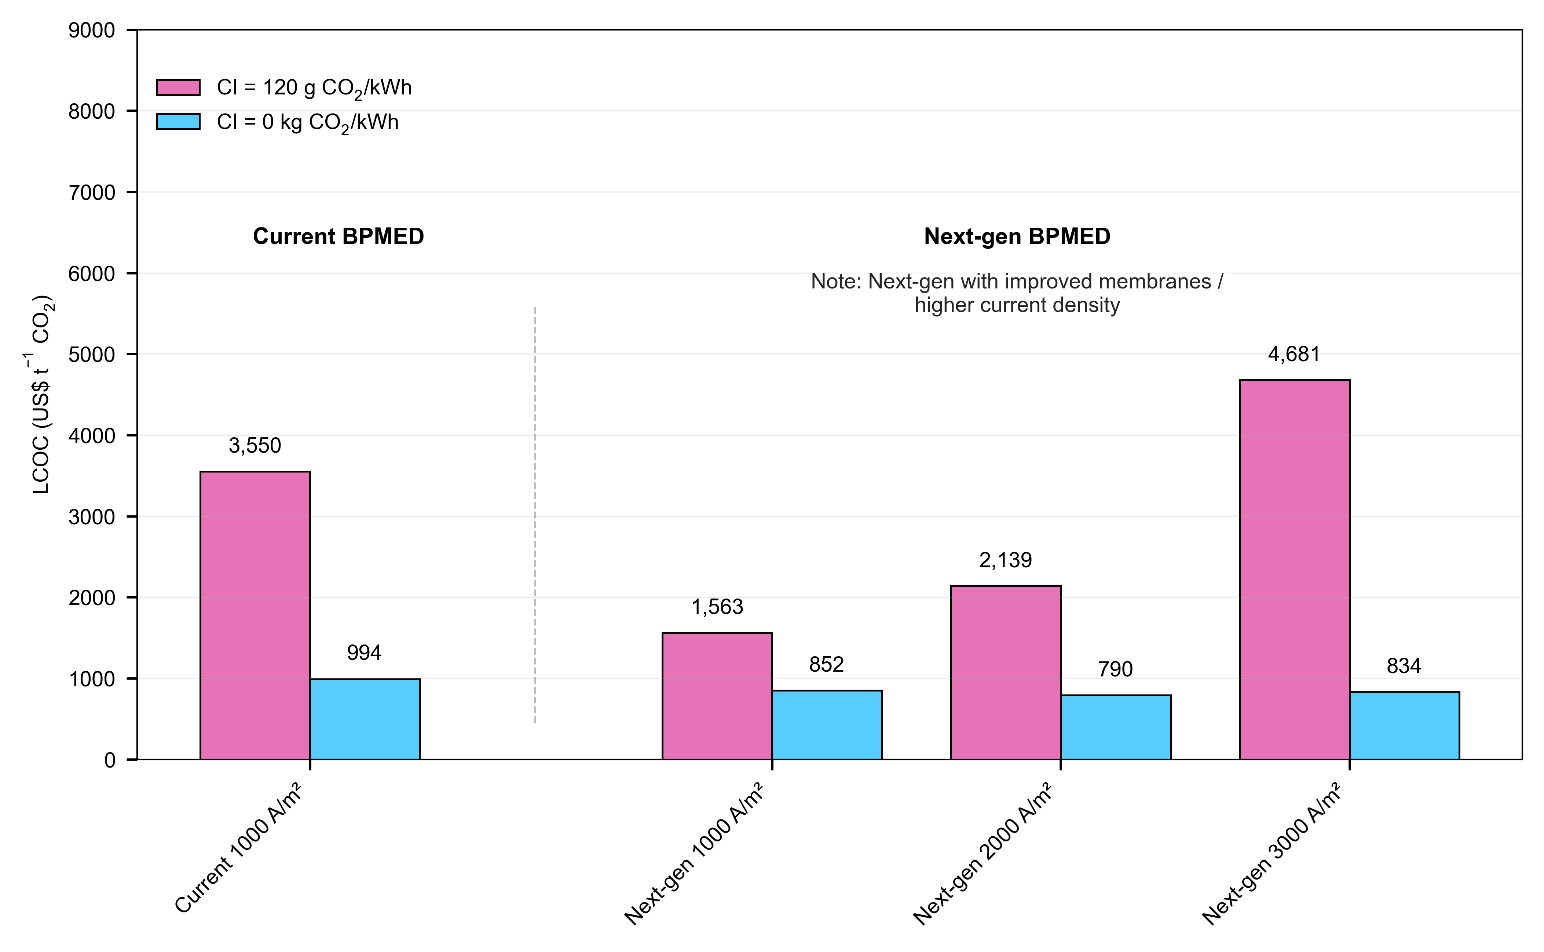 9000
8000
7000
6000
5000
4000
3000
2000
1000
0
LCOC (US$ t⁻¹ CO₂)
CI = 120 g CO₂/kWh
CI = 0 kg CO₂/kWh
Current BPMED
Next-gen BPMED
Note: Next-gen with improved membranes /
higher current density
3,550
994
1,563
852
2,139
790
4,681
834
Current 1000 A/m²
Next-gen 1000 A/m²
Next-gen 2000 A/m²
Next-gen 3000 A/m²